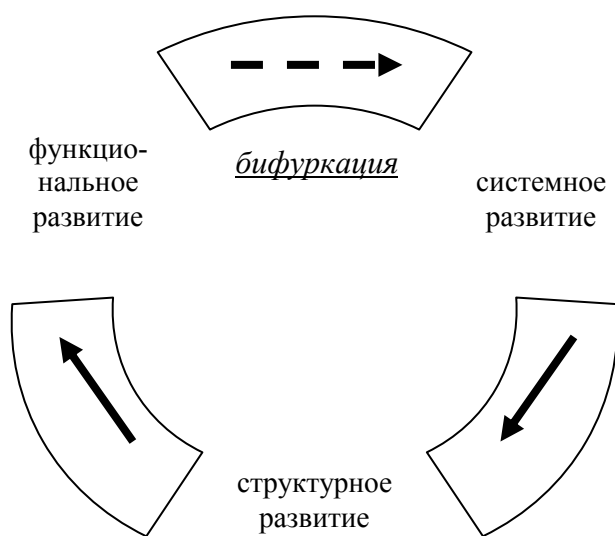 функцио-
нальное
развитие
бифуркация
системное
развитие
структурное
развитие